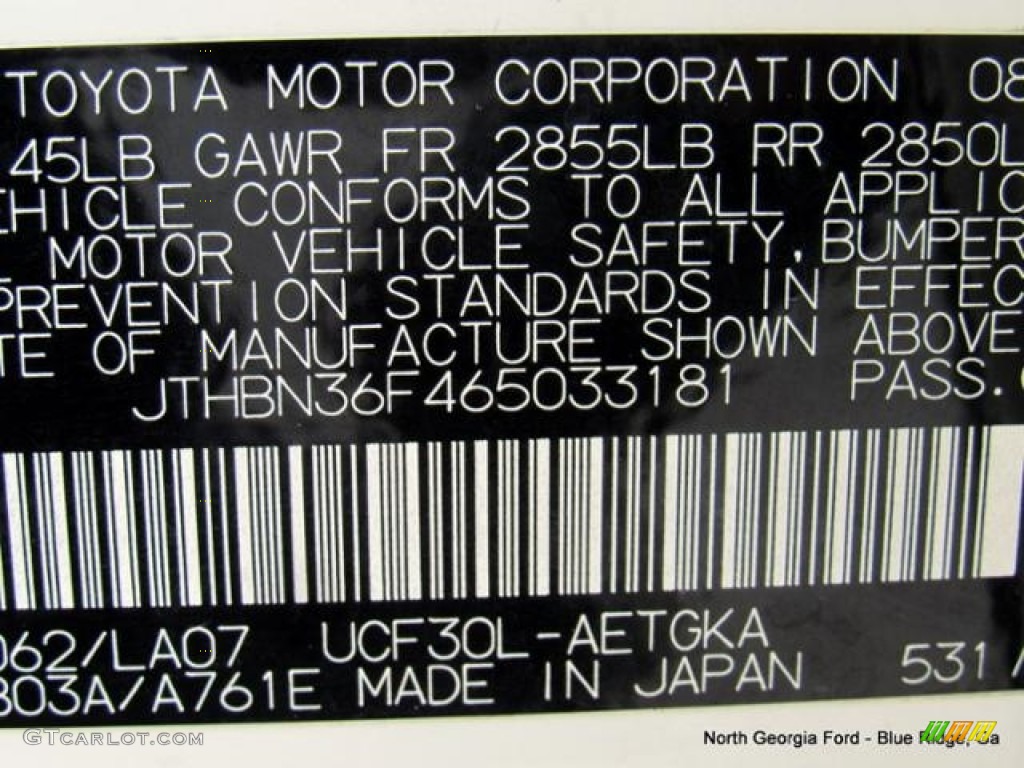 TOYOTA MOTOR CORPORATION 08
45LB GAWR FR 2855LB RR 2850L
EHICLE CONFORMS TO ALL APPLIC
MOTOR VEHICLE SAFETY, BUMPER
PREVENTION STANDARDS IN EFFEC
TE OF MANUFACTURE SHOWN ABOVE
JTHBN36F465033181 PASS.
062/LA07 UCF30L-AETGKA
803A/A761E MADE IN JAPAN 531 /
GTCARLOT.COM
North Georgia Ford - Blue Ridge, Ga